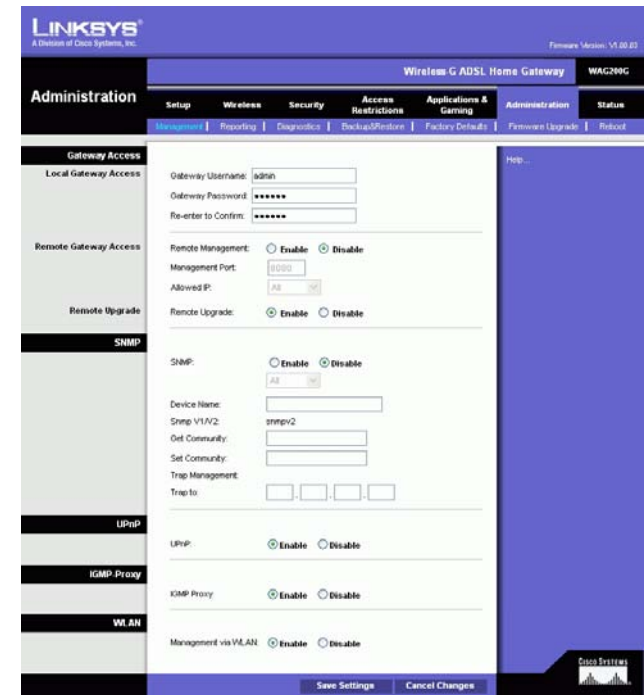 LINKSYS®
A Division of Cisco Systems, Inc.
Firmware Version: V1.00.03
Wireless-G ADSL Home Gateway WAG200G
Administration
Setup Wireless Security Access Restrictions Applications & Gaming Administration Status
Management | Reporting | Diagnostics | Backup&Restore | Factory Defaults | Firmware Upgrade | Reboot
Gateway Access
Help...
Local Gateway Access
Gateway Username: admin
Gateway Password: ••••••
Re-enter to Confirm: ••••••
Remote Gateway Access
Remote Management: Enable Disable
Management Port: 8080
Allowed IP: All
Remote Upgrade
Remote Upgrade: Enable Disable
SNMP
SNMP: Enable Disable
All
Device Name:
Snmp V1/V2: snmpv2
Get Community:
Set Community:
Trap Management:
Trap to . . .
UPnP
UPnP: Enable Disable
IGMP-Proxy
IGMP Proxy Enable Disable
WLAN
Management via WLAN: Enable Disable
Save Settings Cancel Changes
Cisco Systems